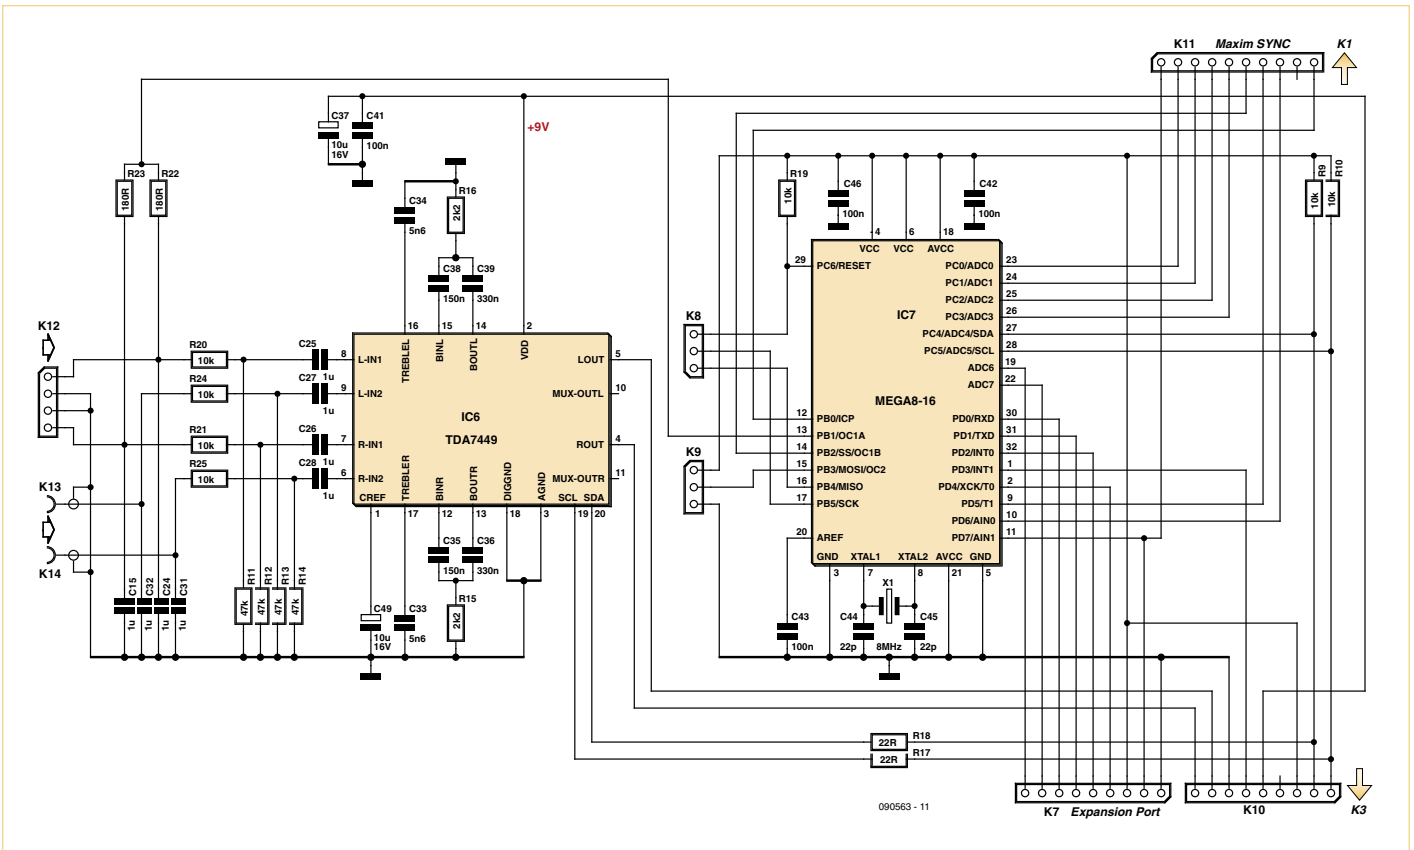 K11 Maxim SYNC K1
C37 C41
10u 100n
16V
+9V
R23 R22
180R 180R
R16
2k2
C34
5n6
C38 C39
150n 330n
R19
10k
C46
100n
C42
100n
R9 R10
10k 10k
4 6 18
VCC VCC AVCC
29 PC6/RESET
PC0/ADC0 23
PC1/ADC1 24
PC2/ADC2 25
IC7
PC3/ADC3 26
K8
PC4/ADC4/SDA 27
PC5/ADC5/SCL 28
ADC6 19
ADC7 22
MEGA8-16
12 PB0/ICP PD0/RXD 30
13 PB1/OC1A PD1/TXD 31
14 PB2/SS/OC1B PD2/INT0 32
K9
15 PB3/MOSI/OC2 PD3/INT1 1
16 PB4/MISO PD4/XCK/T0 2
17 PB5/SCK PD5/T1 9
PD6/AIN0 10
20 AREF PD7/AIN1 11
GND XTAL1 XTAL2 AVCC GND
3 7 8 21 5
X1
8MHz
C43
100n
C44
22p
C45
22p
16 15 14 2
TREBLEL BINL BOUTL VDD
K12
R20
10k
C25
1u
8 L-IN1 LOUT 5
R24
10k
C27
1u
9 L-IN2 MUX-OUTL 10
IC6
TDA7449
R21
10k
C26
1u
7 R-IN1 ROUT 4
R25
10k
C28
1u
6 R-IN2 MUX-OUTR 11
CREF TREBLER BINR BOUTR DIGGND AGND SCL SDA
1 17 12 13 18 3 19 20
K13
K14
C35 C36
150n 330n
C15 C32 C24 C31
1u 1u 1u 1u
R11 R12 R13 R14
47k 47k 47k 47k
C49
10u
16V
C33
5n6
R15
2k2
22R R18
22R R17
090563 - 11
K7 Expansion Port
K10
K3